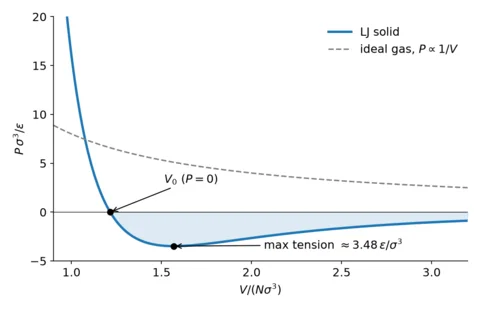 20
15
10
5
0
−5
P σ³/ε
LJ solid
ideal gas, P ∝ 1/V
V₀ (P = 0)
max tension ≈ 3.48 ε/σ³
1.0 1.5 2.0 2.5 3.0
V/(Nσ³)